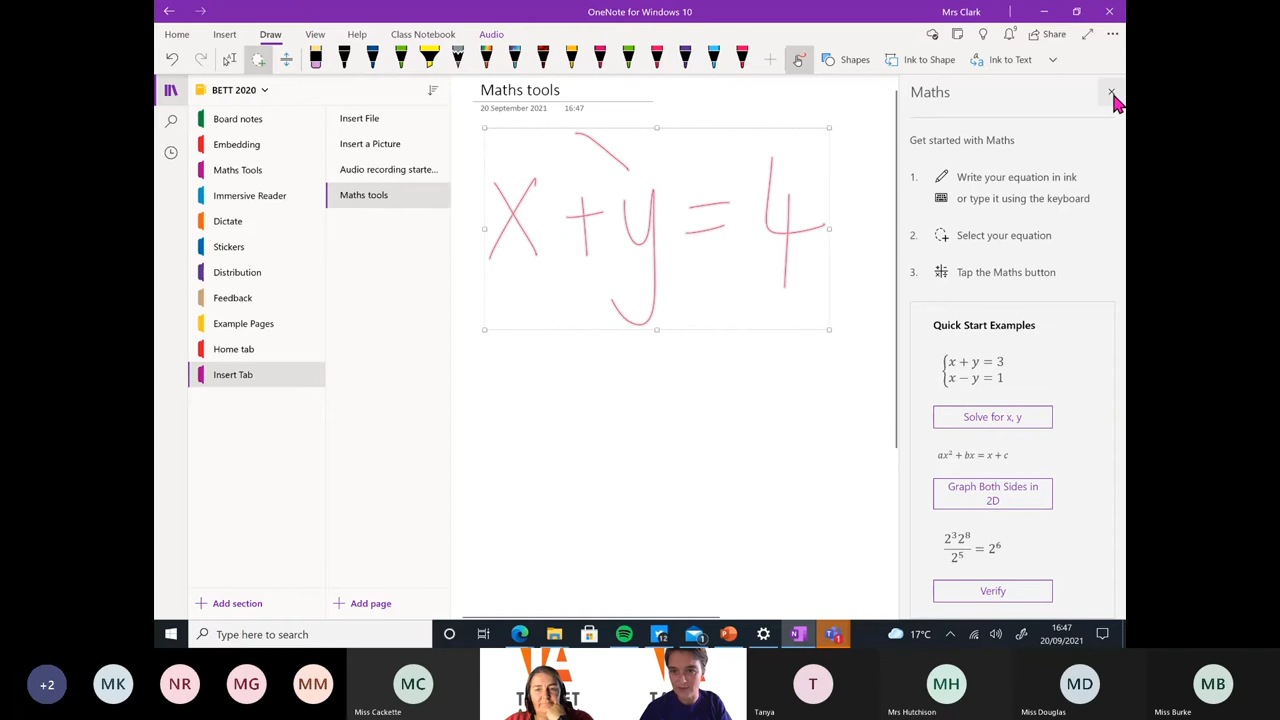 OneNote for Windows 10
Mrs Clark
Home Insert Draw View Help Class Notebook Audio
Share
Shapes Ink to Shape Ink to Text
BETT 2020
Board notes
Embedding
Maths Tools
Immersive Reader
Dictate
Stickers
Distribution
Feedback
Example Pages
Home tab
Insert Tab
Add section
Insert File
Insert a Picture
Audio recording starte...
Maths tools
Add page
Maths tools
20 September 2021 16:47
x + y = 4
Maths
Get started with Maths
1. Write your equation in ink
or type it using the keyboard
2. Select your equation
3. Tap the Maths button
Quick Start Examples
x + y = 3
x − y = 1
Solve for x, y
ax² + bx = x + c
Graph Both Sides in
2D
2³2⁸
2⁵
= 2⁶
Verify
Type here to search
12
1
1
17°C
16:47
20/09/2021
+2
MK
NR
MG
MM
MC
Miss Cackette
T
Tanya
MH
Mrs Hutchison
MD
Miss Douglas
MB
Miss Burke